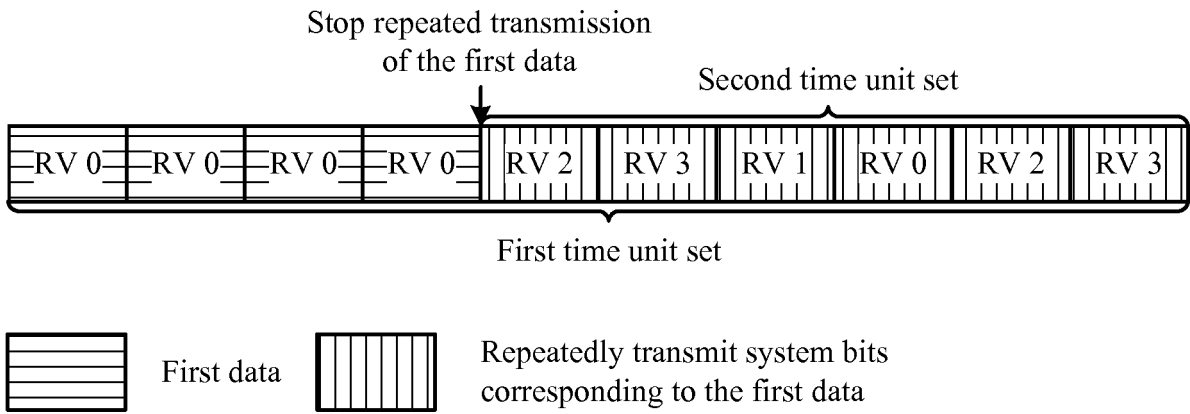 Stop repeated transmission
of the first data
Second time unit set
RV 0 RV 0 RV 0 RV 0 RV 2 RV 3 RV 1 RV 0 RV 2 RV 3
First time unit set
First data
Repeatedly transmit system bits
corresponding to the first data